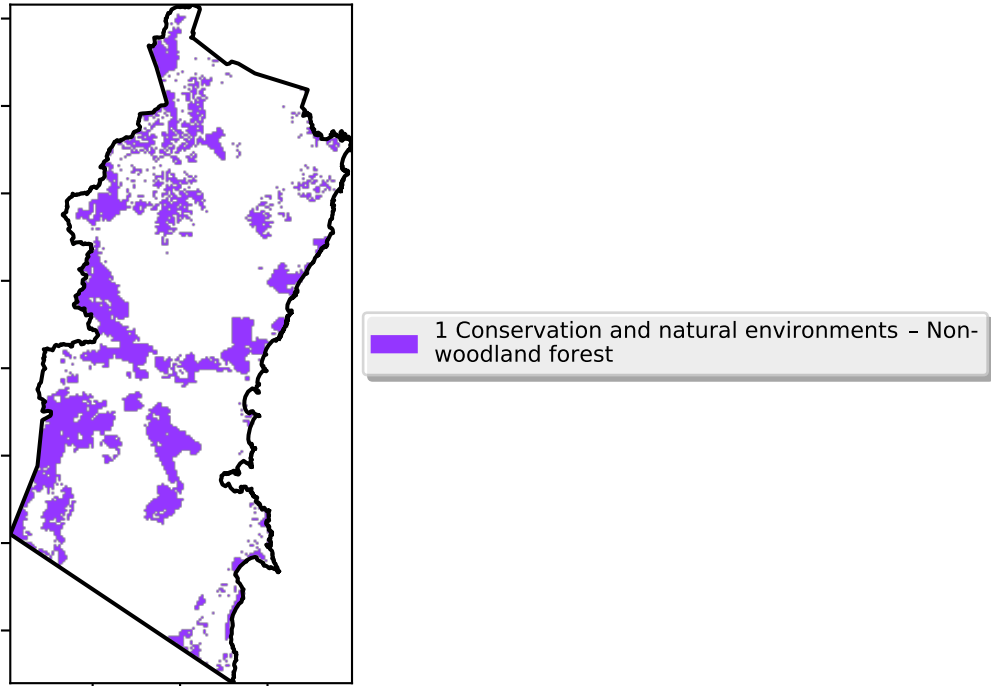 1 Conservation and natural environments – Non-
woodland forest